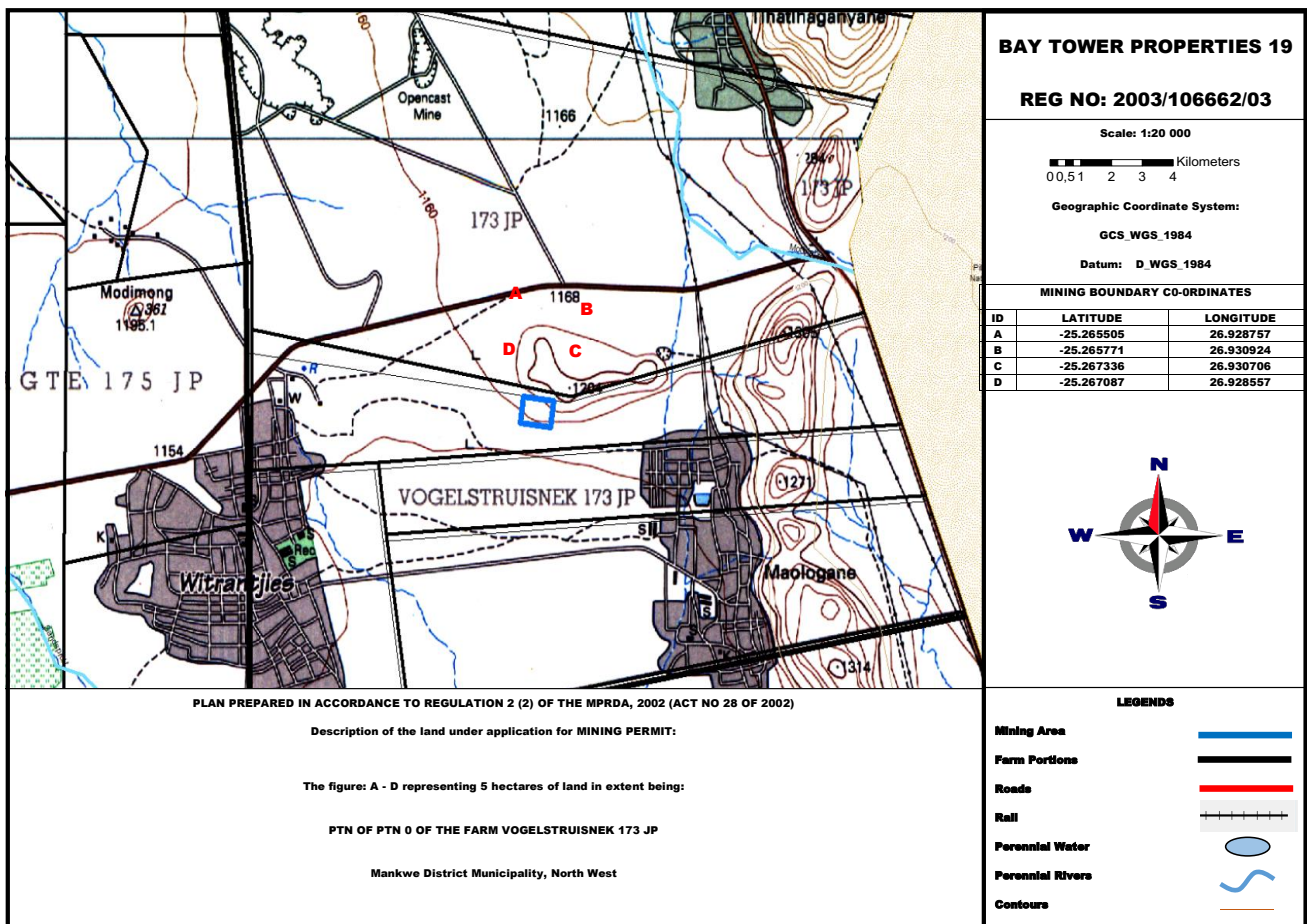 Tlhatlhaganyane
Opencast
Mine
1166
284
173 JP
1160
173 JP
Modimong
361
1195.1
A
1168
B
D
C
1305
L
1204
GTE 175 JP
R
W
1154
L
1271
VOGELSTRUISNEK 173 JP
K
S
S
Rec
S
Witrantjies
Maologane
S
1314
BAY TOWER PROPERTIES 19
REG NO: 2003/106662/03
Scale: 1:20 000
Kilometers
0 0,5 1 2 3 4
Geographic Coordinate System:
GCS_WGS_1984
Datum: D_WGS_1984
MINING BOUNDARY C0-0RDINATES
ID LATITUDE LONGITUDE
A -25.265505 26.928757
B -25.265771 26.930924
C -25.267336 26.930706
D -25.267087 26.928557
N
W E
S
PLAN PREPARED IN ACCORDANCE TO REGULATION 2 (2) OF THE MPRDA, 2002 (ACT NO 28 OF 2002)
Description of the land under application for MINING PERMIT:
The figure: A - D representing 5 hectares of land in extent being:
PTN OF PTN 0 OF THE FARM VOGELSTRUISNEK 173 JP
Mankwe District Municipality, North West
LEGENDS
Mining Area
Farm Portions
Roads
Rail
Perennial Water
Perennial Rivers
Contours